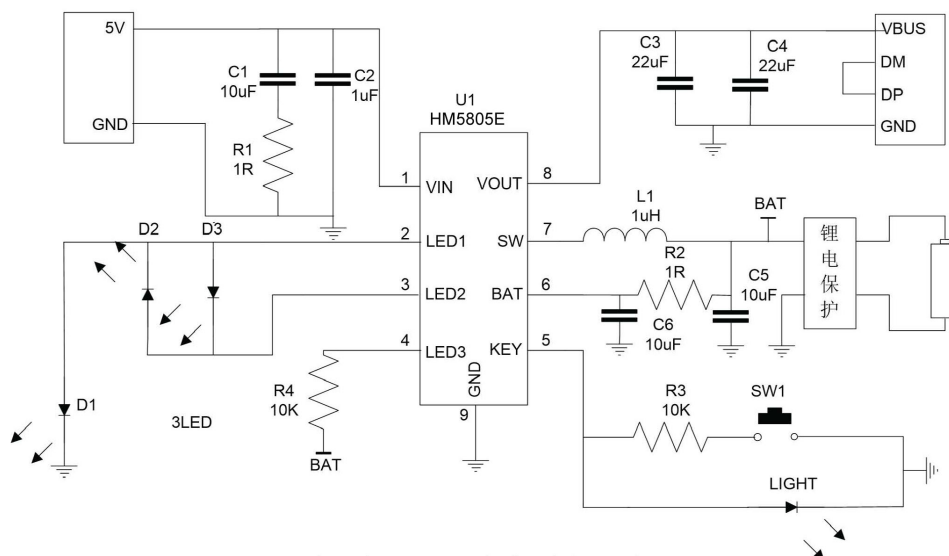 5V
GND
C1
10uF
C2
1uF
R1
1R
U1
HM5805E
C3
22uF
C4
22uF
VBUS
DM
DP
GND
1
VIN
VOUT
8
2
LED1
SW
7
3
LED2
BAT
6
4
LED3
KEY
5
GND
9
L1
1uH
BAT
R2
1R
C5
10uF
C6
10uF
锂
电
保
护
D2
D3
D1
3LED
R4
10K
BAT
R3
10K
SW1
LIGHT